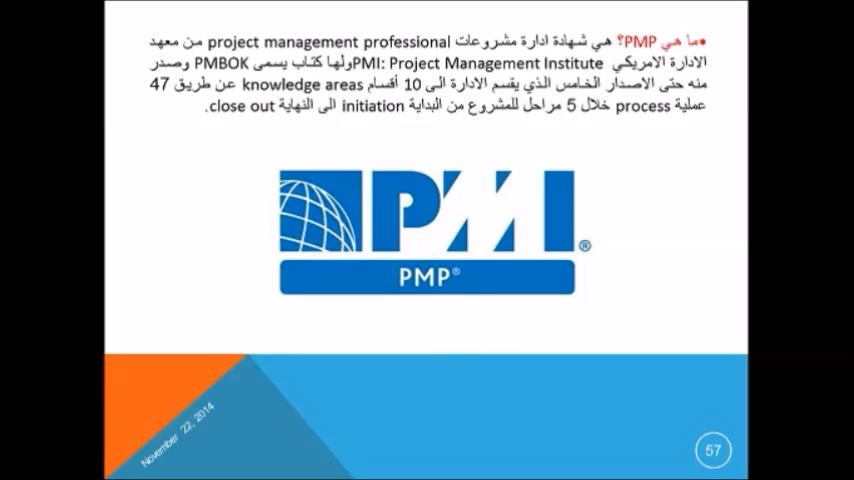 •ما هي PMP؟ هي شهادة ادارة مشروعات project management professional من معهد
الادارة الامريكي PMI: Project Management Institute ولها كتاب يسمى PMBOK وصدر
منه حتى الاصدار الخامس الذي يقسم الادارة الى 10 أقسام knowledge areas عن طريق 47
عملية process خلال 5 مراحل للمشروع من البداية initiation الى النهاية close out.
PMI®
PMP®
November 22, 2014
57